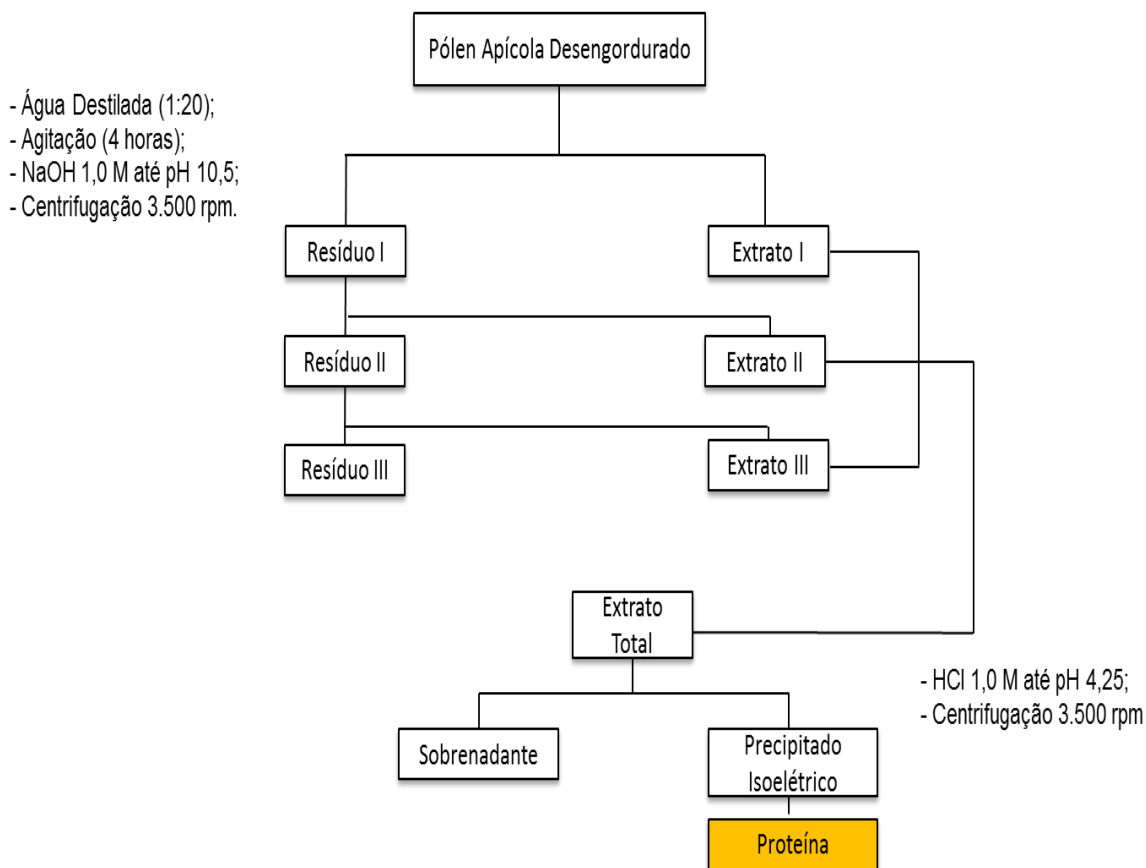 Pólen Apícola Desengordurado
- Água Destilada (1:20);
- Agitação (4 horas);
- NaOH 1,0 M até pH 10,5;
- Centrifugação 3.500 rpm.
Resíduo I
Extrato I
Resíduo II
Extrato II
Resíduo III
Extrato III
Extrato
Total
- HCl 1,0 M até pH 4,25;
- Centrifugação 3.500 rpm
Sobrenadante
Precipitado
Isoelétrico
Proteína